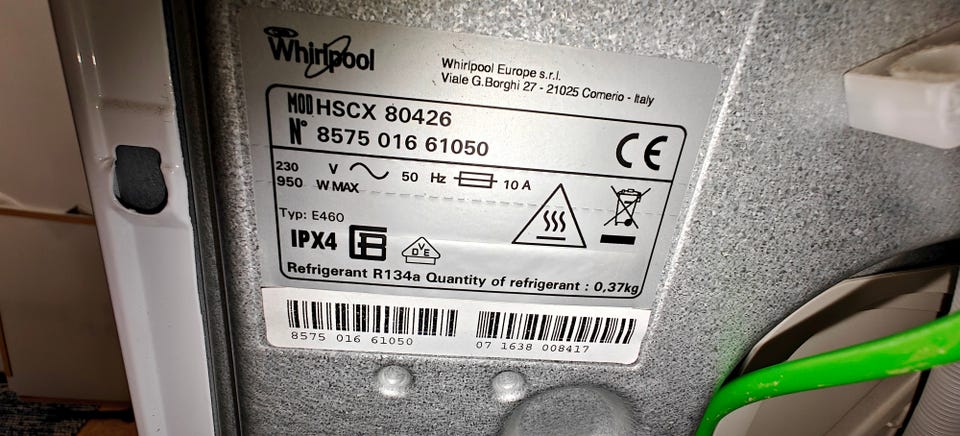 Whirlpool
Whirlpool Europe s.r.l.
Viale G.Borghi 27 - 21025 Comerio - Italy
MOD HSCX 80426
N° 8575 016 61050
CE
230 V ~ 50 Hz 10 A
950 W MAX
Typ: E460
IPX4
VDE
Refrigerant R134a Quantity of refrigerant : 0,37kg
8575 016 61050
07 1638 008417